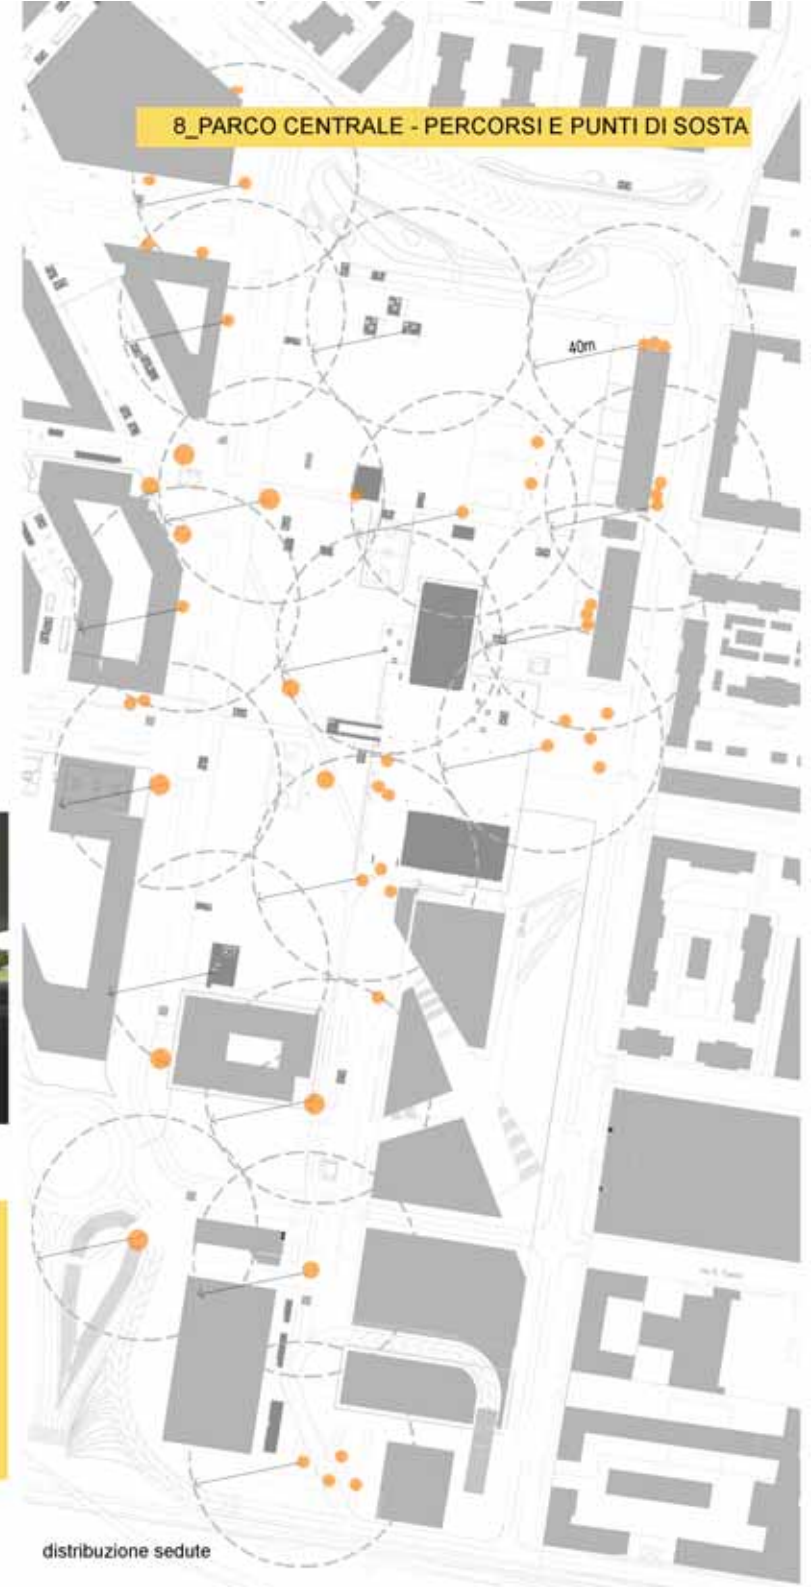 8_PARCO CENTRALE - PERCORSI E PUNTI DI SOSTA
40m
distribuzione sedute